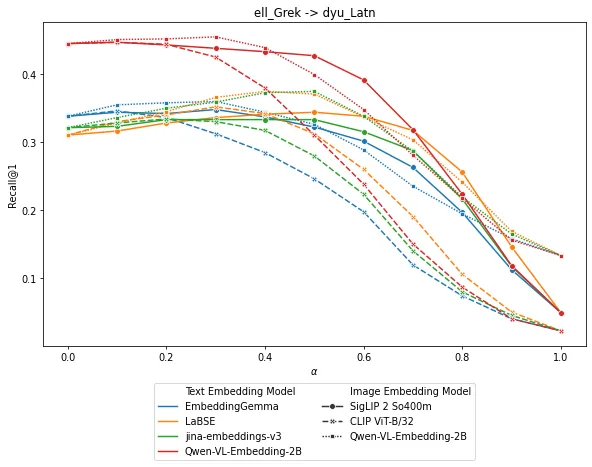 ell_Grek -> dyu_Latn
Recall@1
0.4
0.3
0.2
0.1
0.0 0.2 0.4 0.6 0.8 1.0
α
Text Embedding Model
EmbeddingGemma
LaBSE
jina-embeddings-v3
Qwen-VL-Embedding-2B
Image Embedding Model
SigLIP 2 So400m
CLIP ViT-B/32
Qwen-VL-Embedding-2B